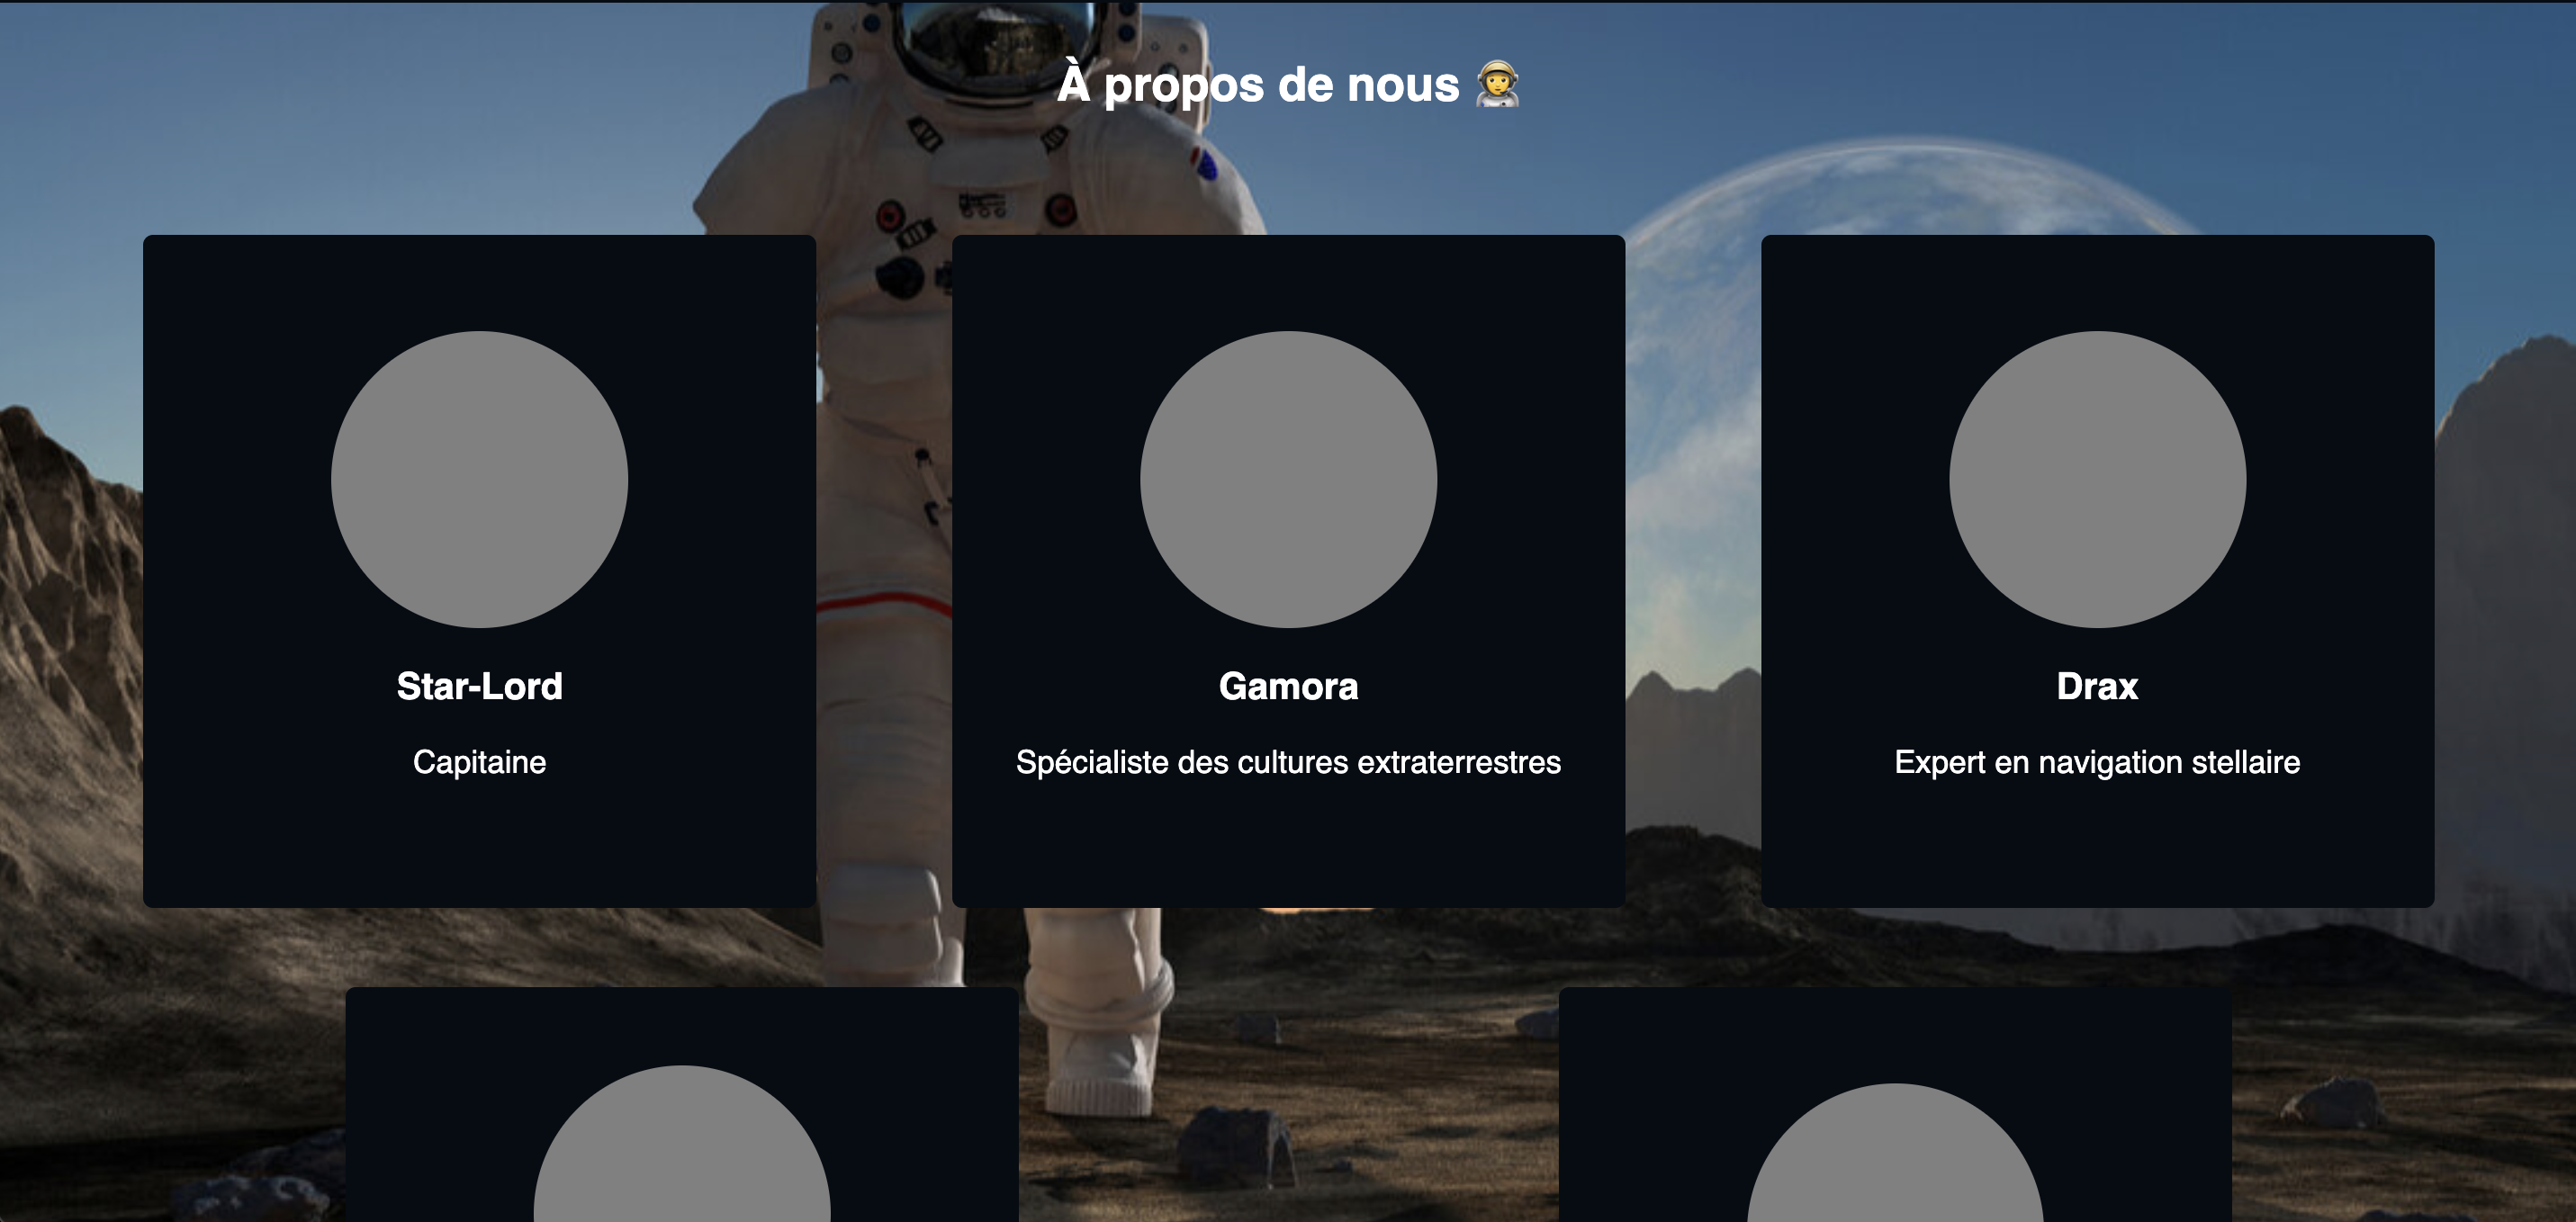 À propos de nous 🧑‍🚀
Star-Lord
Gamora
Drax
Capitaine
Spécialiste des cultures extraterrestres
Expert en navigation stellaire